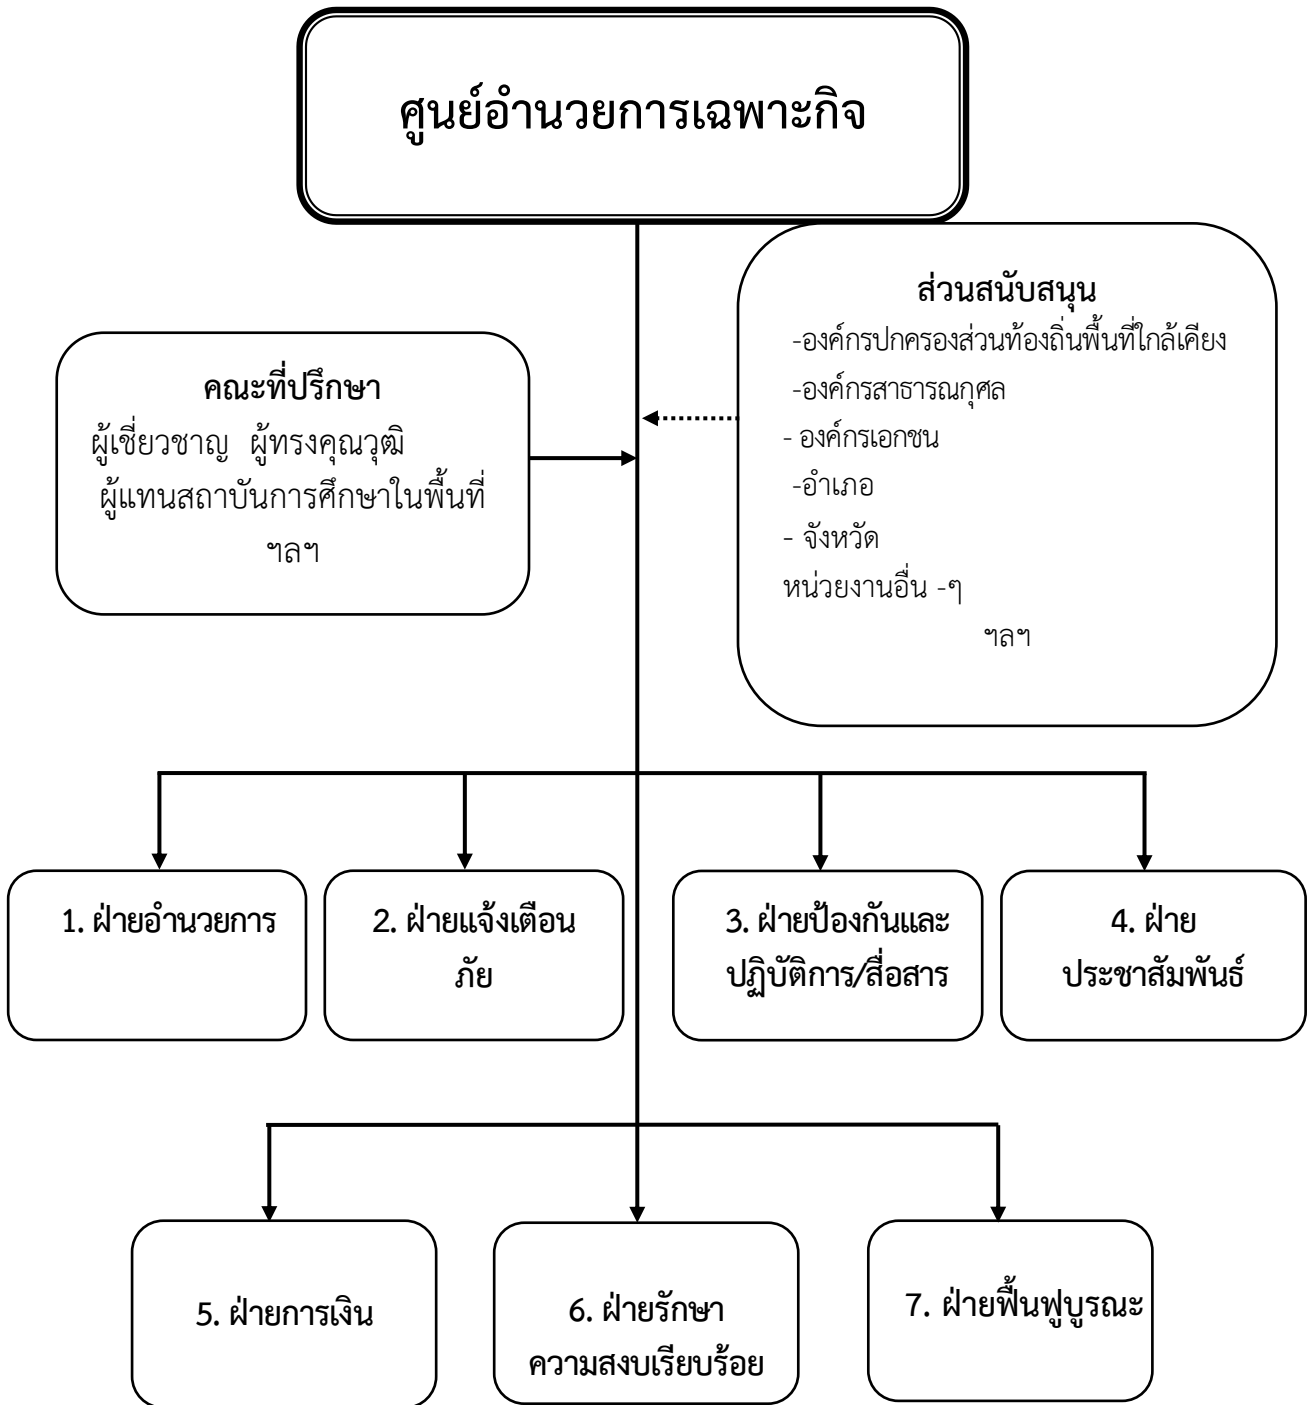 ศูนย์อำนวยการเฉพาะกิจ
ส่วนสนับสนุน
-องค์กรปกครองส่วนท้องถิ่นพื้นที่ใกล้เคียง
-องค์กรสาธารณกุศล
- องค์กรเอกชน
-อำเภอ
- จังหวัด
หน่วยงานอื่น -ๆ
ฯลฯ
คณะที่ปรึกษา
ผู้เชี่ยวชาญ ผู้ทรงคุณวุฒิ
ผู้แทนสถาบันการศึกษาในพื้นที่
ฯลฯ
1. ฝ่ายอำนวยการ
2. ฝ่ายแจ้งเตือน
ภัย
3. ฝ่ายป้องกันและ
ปฏิบัติการ/สื่อสาร
4. ฝ่าย
ประชาสัมพันธ์
5. ฝ่ายการเงิน
6. ฝ่ายรักษา
ความสงบเรียบร้อย
7. ฝ่ายฟื้นฟูบูรณะ